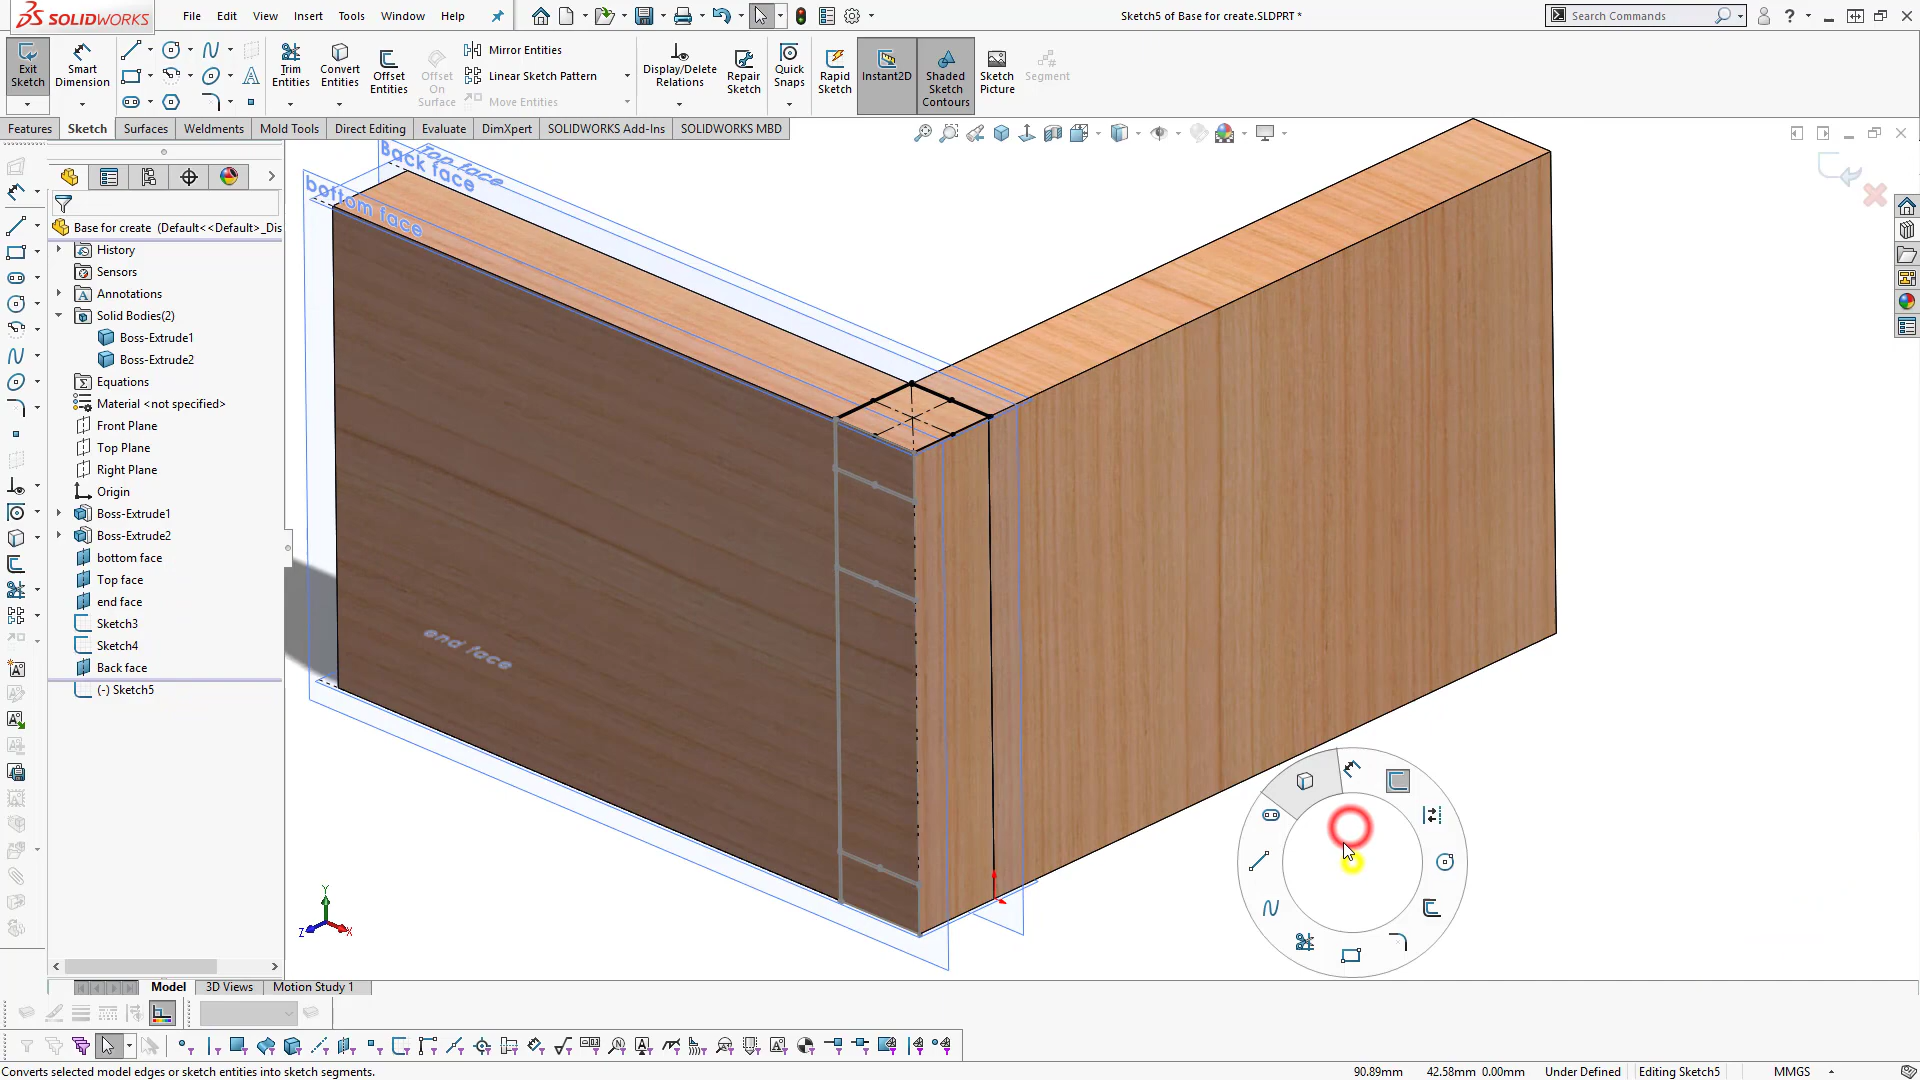 SOLIDWORKS
File Edit View Insert Tools Window Help
Sketch5 of Base for create.SLDPRT *
Search Commands
Exit Sketch
Smart Dimension
Trim Entities
Convert Entities
Offset Entities
Offset On Surface
Mirror Entities
Linear Sketch Pattern
Move Entities
Display/Delete Relations
Repair Sketch
Quick Snaps
Rapid Sketch
Instant2D
Shaded Sketch Contours
Sketch Picture
Segment
Features Sketch Surfaces Weldments Mold Tools Direct Editing Evaluate DimXpert SOLIDWORKS Add-Ins SOLIDWORKS MBD
Base for create (Default<<Default>_Dis
History
Sensors
Annotations
Solid Bodies(2)
Boss-Extrude1
Boss-Extrude2
Equations
Material <not specified>
Front Plane
Top Plane
Right Plane
Origin
Boss-Extrude1
Boss-Extrude2
bottom face
Top face
end face
Sketch3
Sketch4
Back face
(-) Sketch5
Top face
Back face
bottom face
end face
Y
Z
X
Model 3D Views Motion Study 1
Converts selected model edges or sketch entities into sketch segments.
90.89mm 42.58mm 0.00mm Under Defined Editing Sketch5 MMGS